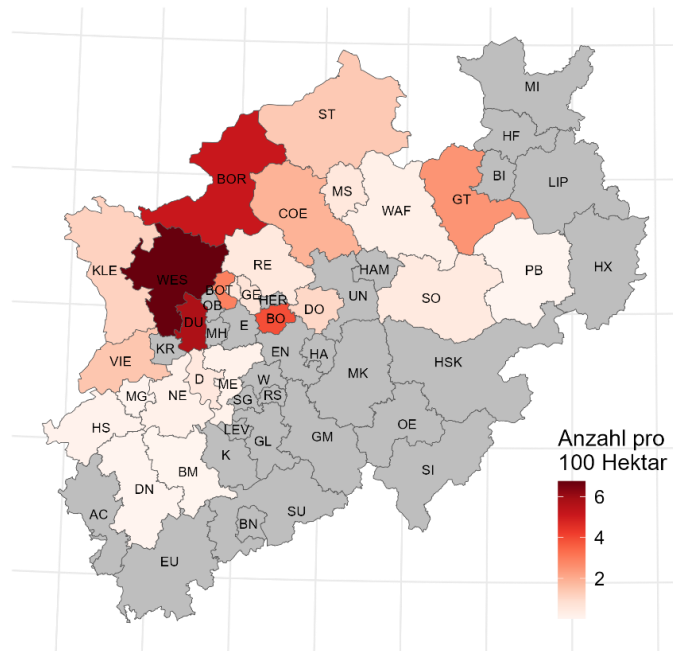 MI
ST
HF
BI
LIP
BOR
MS
GT
WAF
COE
HX
KLE
RE
PB
WES
HAM
BOT
GE
HER
UN
SO
OB
DO
DU
BO
MH
E
KR
EN
HA
VIE
MK
HSK
D
ME
W
MG
NE
SG
RS
HS
LEV
OE
K
GL
GM
BM
SI
DN
AC
BN
SU
EU
Anzahl pro
100 Hektar
6
4
2